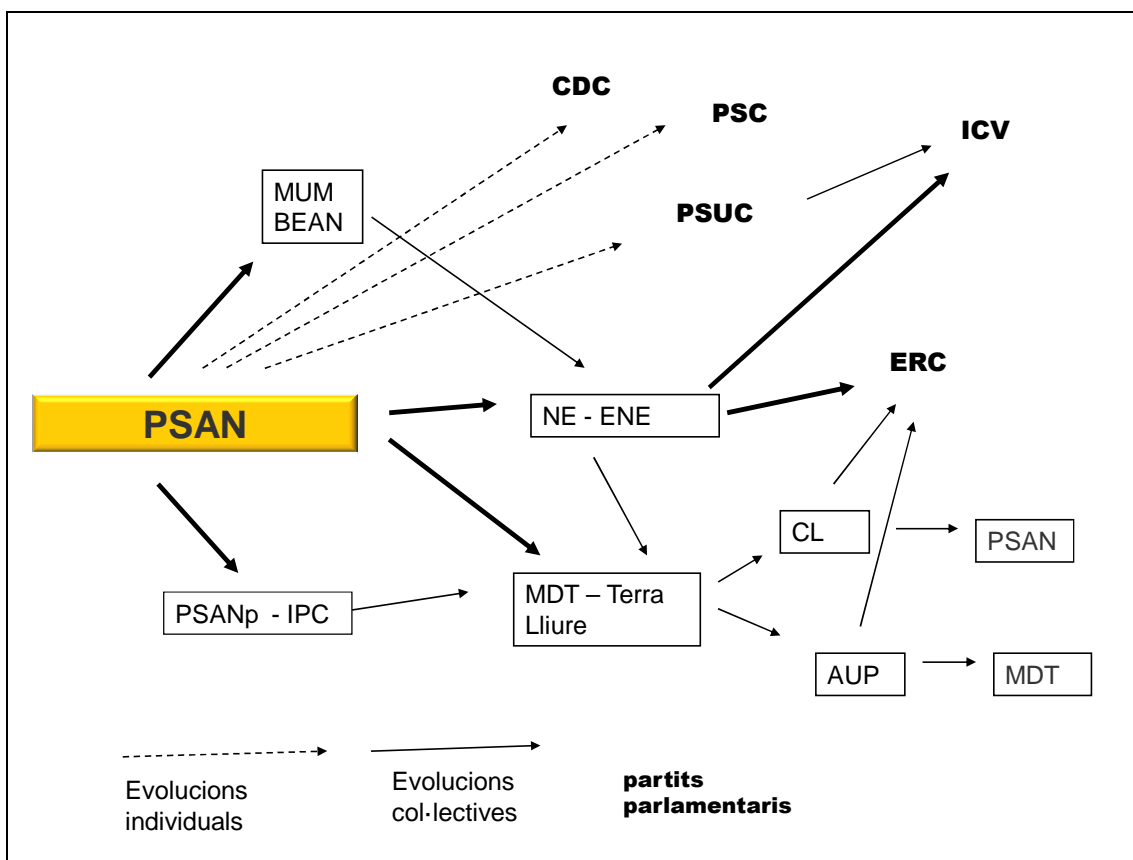 CDC
PSC
ICV
MUM
BEAN
PSUC
ERC
PSAN
NE - ENE
CL
PSAN
PSANp - IPC
MDT – Terra
Lliure
AUP
MDT
Evolucions
individuals
Evolucions
col·lectives
partits
parlamentaris